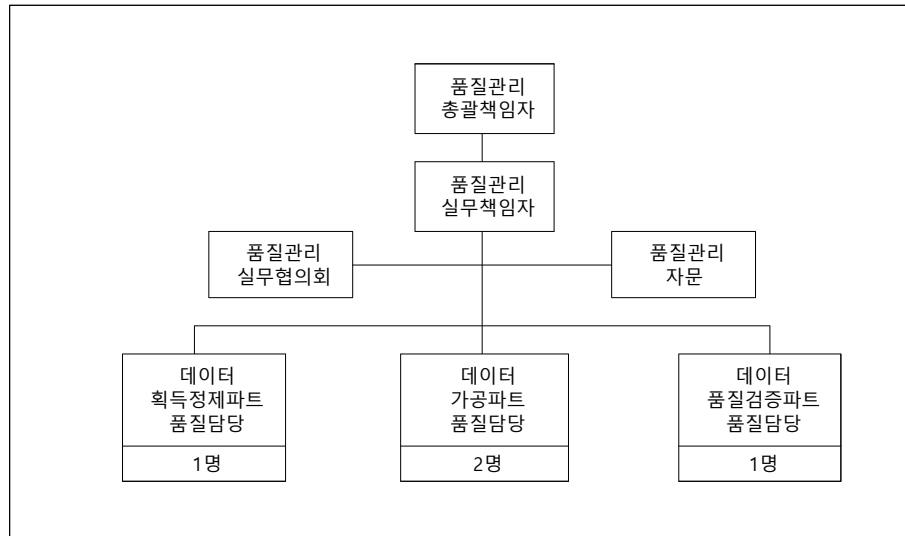 품질관리
총괄책임자
품질관리
실무책임자
품질관리
실무협의회
품질관리
자문
데이터
획득정제파트
품질담당
1명
데이터
가공파트
품질담당
2명
데이터
품질검증파트
품질담당
1명